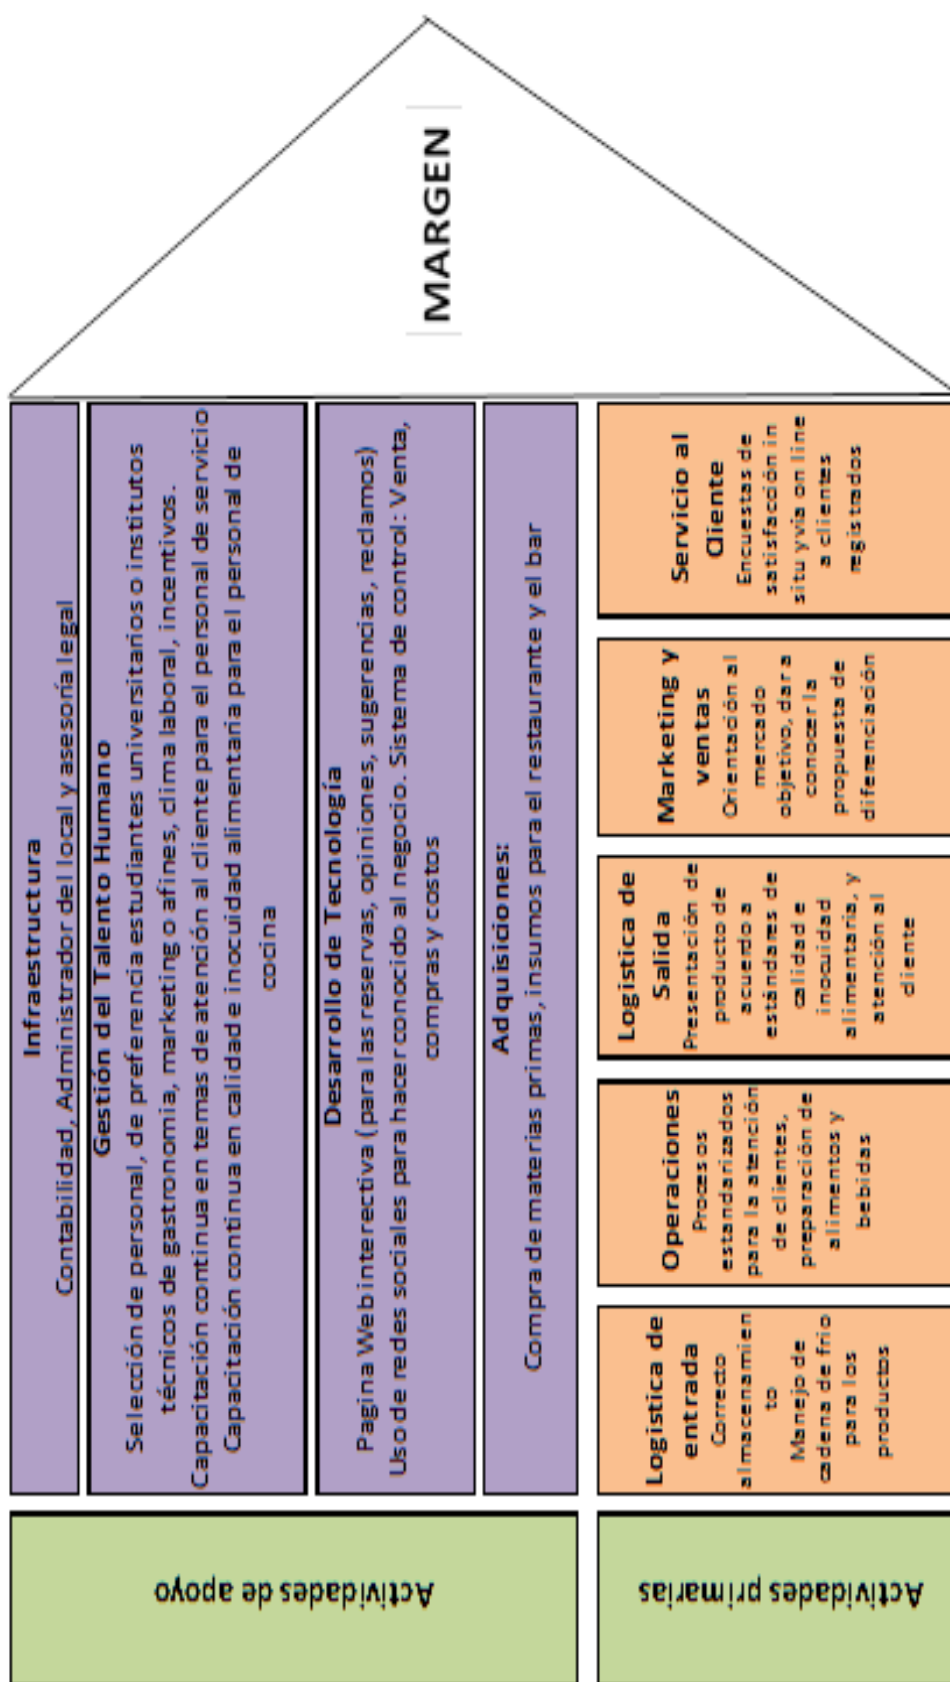 Actividades de apoyo
Infraestructura
Contabilidad, Administrador del local y asesoría legal
Gestión del Talento Humano
Selección de personal, de preferencia estudiantes universitarios o institutos
técnicos de gastronomía, marketing o afines, clima laboral, incentivos.
Capacitación continua en temas de atención al cliente para el personal de servicio
Capacitación continua en calidad e inocuidad alimentaria para el personal de
cocina
Desarrollo de Tecnología
Pagina Web interectiva (para las reservas, opiniones, sugerencias, reclamos)
Uso de redes sociales para hacer conocido al negocio. Sistema de control: Venta,
compras y costos
Adquisiciones:
Compra de materias primas, insumos para el restaurante y el bar
Actividades primarias
Logistica de
entrada
Correcto
almacenamien
to
Manejo de
cadena de frio
para los
productos
Operaciones
Procesos
estandarizados
para la atención
de clientes,
preparación de
alimentos y
bebidas
Logistica de
Salida
Presentación de
producto de
acuerdo a
estándares de
calidad e
inocuidad
alimentaria, y
atención al
cliente
Marketing y
ventas
Orientación al
mercado
objetivo, dar a
conocer la
propuesta de
diferenciación
Servicio al
Cliente
Encuestas de
satisfacción in
situ y via on line
a clientes
registrados
MARGEN